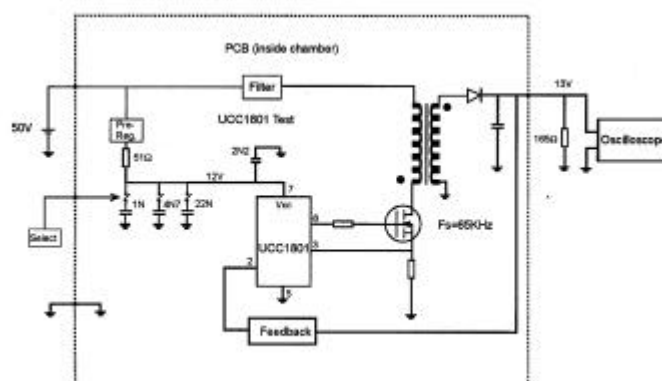 PCB (inside chamber)
Filter
13V
50V
Pre-
Reg.
UCC1801 Test
165Ω
Oscilloscope
51Ω
2N2
12V
7
1N
4N7
22N
Vcc
6
Fs=65KHz
Select
UCC1801
3
2
5
Feedback